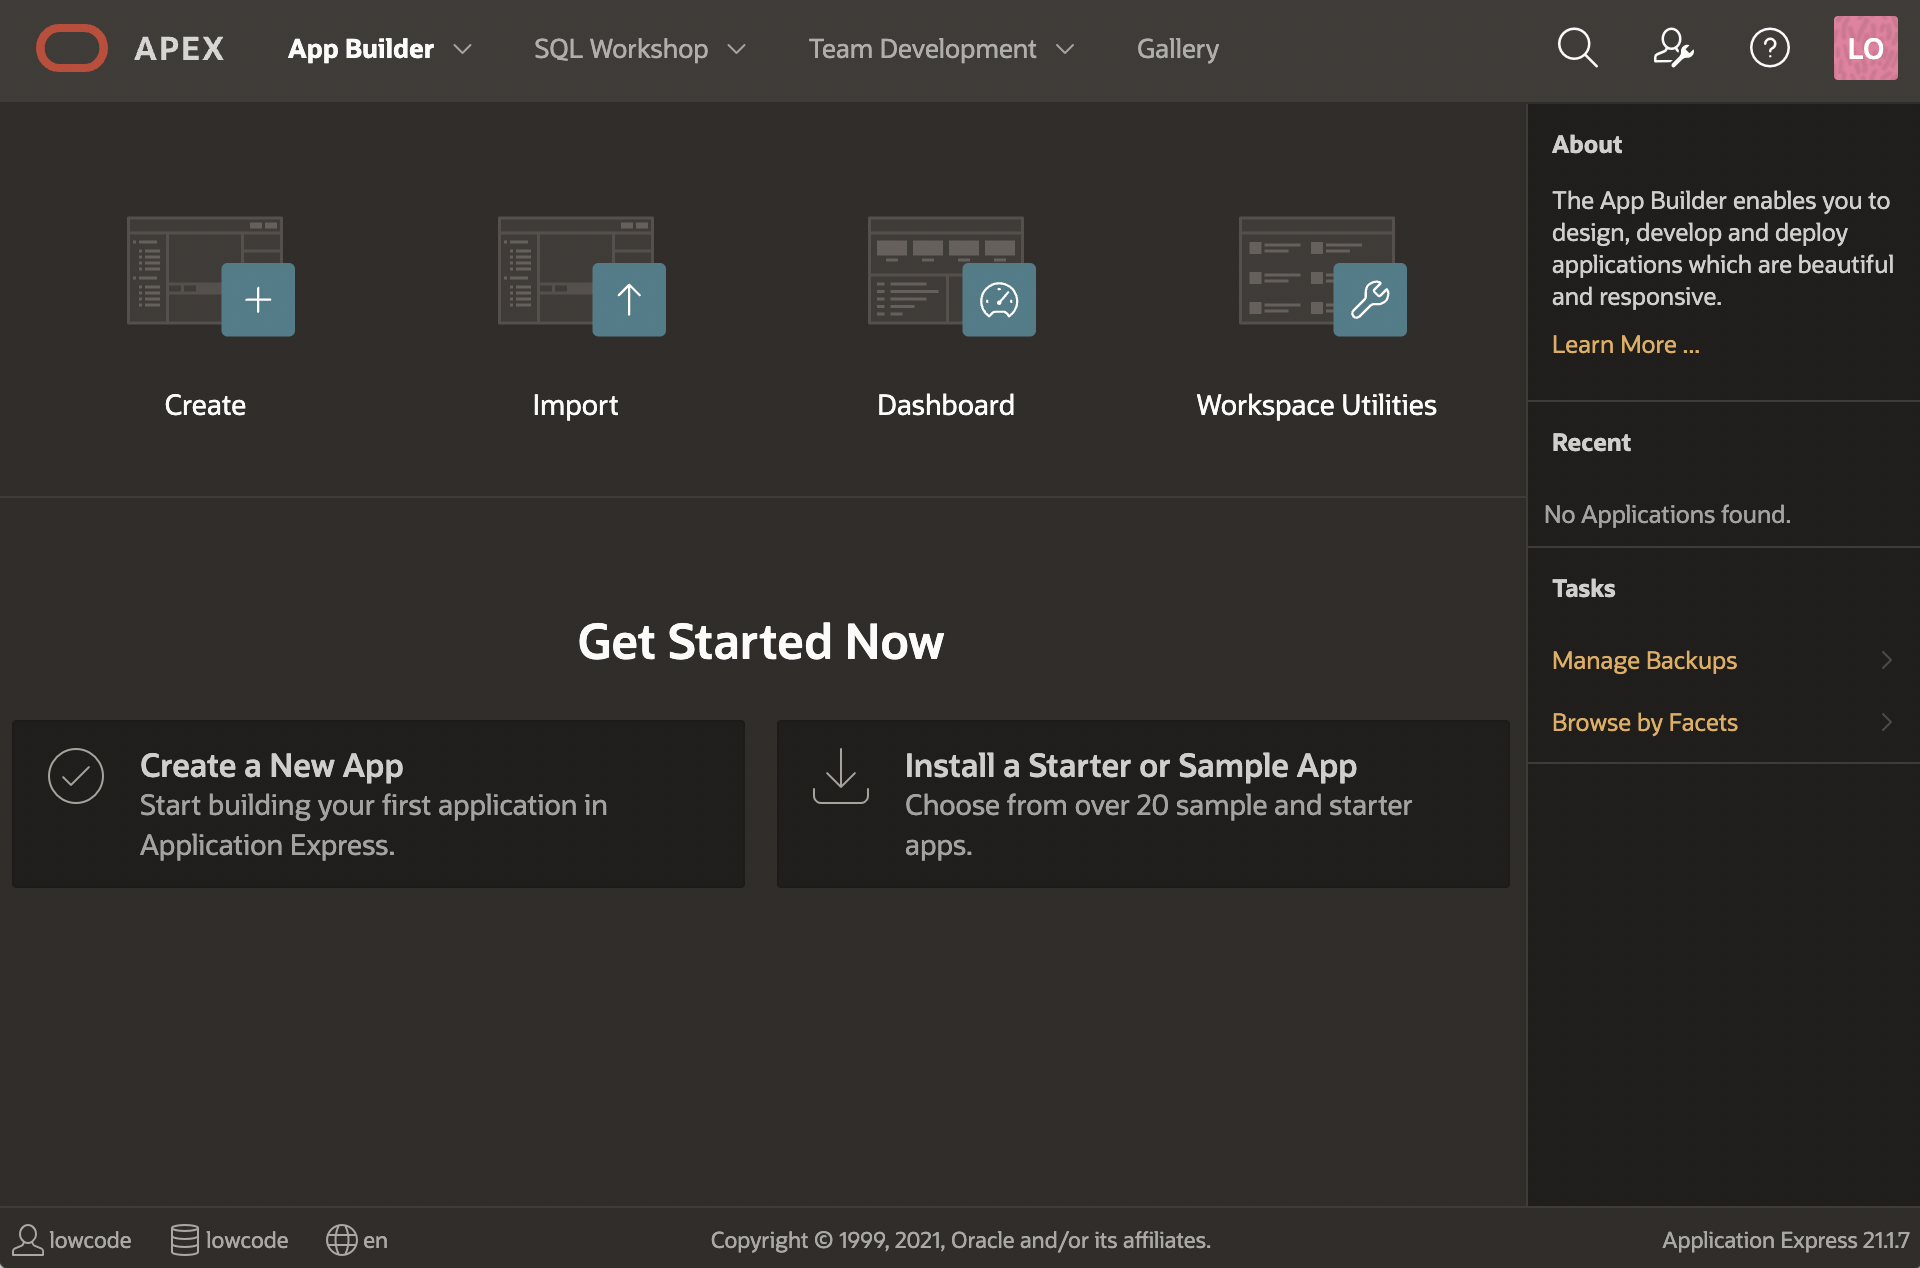 APEX App Builder SQL Workshop Team Development Gallery LO
Create Import Dashboard Workspace Utilities
Get Started Now
Create a New App
Start building your first application in
Application Express.
Install a Starter or Sample App
Choose from over 20 sample and starter
apps.
About
The App Builder enables you to
design, develop and deploy
applications which are beautiful
and responsive.
Learn More ...
Recent
No Applications found.
Tasks
Manage Backups
Browse by Facets
lowcode lowcode en Copyright © 1999, 2021, Oracle and/or its affiliates. Application Express 21.1.7